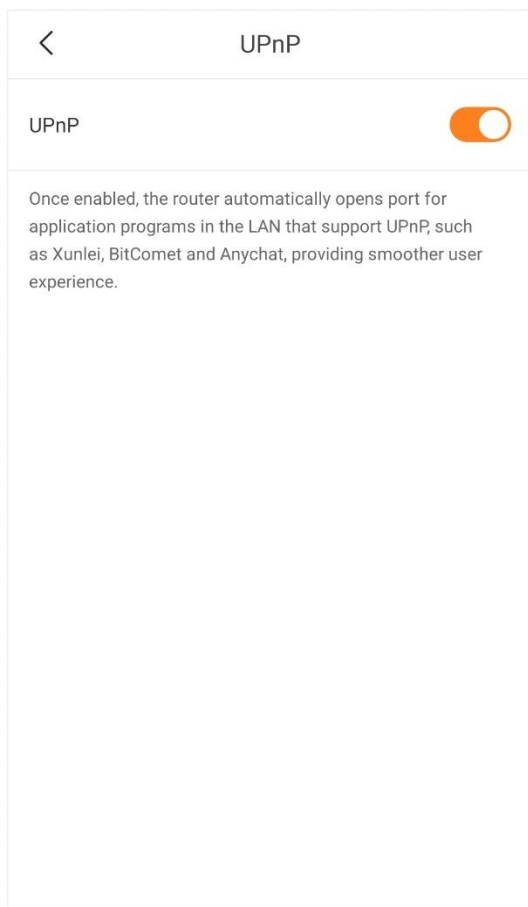 UPnP
UPnP
Once enabled, the router automatically opens port for
application programs in the LAN that support UPnP, such
as Xunlei, BitComet and Anychat, providing smoother user
experience.